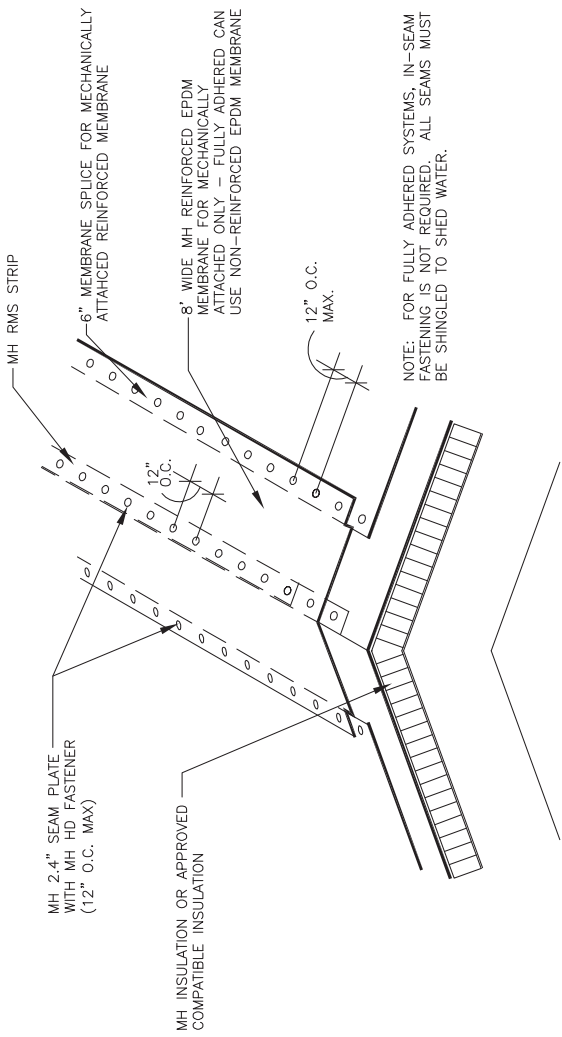 MH RMS STRIP
6" MEMBRANE SPLICE FOR MECHANICALLY
ATTAHCED REINFORCED MEMBRANE
8' WIDE MH REINFORCED EPDM
MEMBRANE FOR MECHANICALLY
ATTACHED ONLY – FULLY ADHERED CAN
USE NON–REINFORCED EPDM MEMBRANE
12" O.C.
MAX.
12"
O.C.
NOTE: FOR FULLY ADHERED SYSTEMS, IN–SEAM
FASTENING IS NOT REQUIRED. ALL SEAMS MUST
BE SHINGLED TO SHED WATER.
MH 2.4" SEAM PLATE
WITH MH HD FASTENER
(12" O.C. MAX)
MH INSULATION OR APPROVED
COMPATIBLE INSULATION